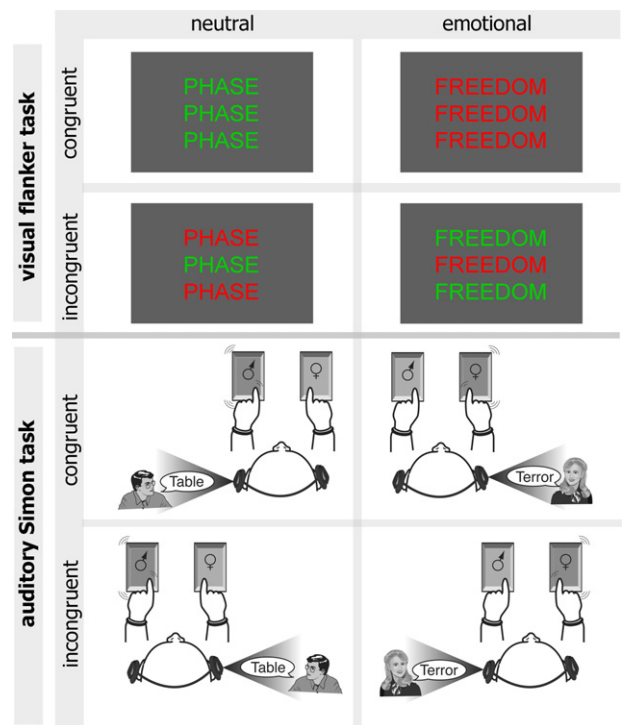 neutral
emotional
visual flanker task
congruent
PHASE
PHASE
PHASE
FREEDOM
FREEDOM
FREEDOM
incongruent
PHASE
PHASE
PHASE
FREEDOM
FREEDOM
FREEDOM
auditory Simon task
congruent
♂
♀
♂
♀
Table
Terror
incongruent
♂
♀
♂
♀
Table
Terror